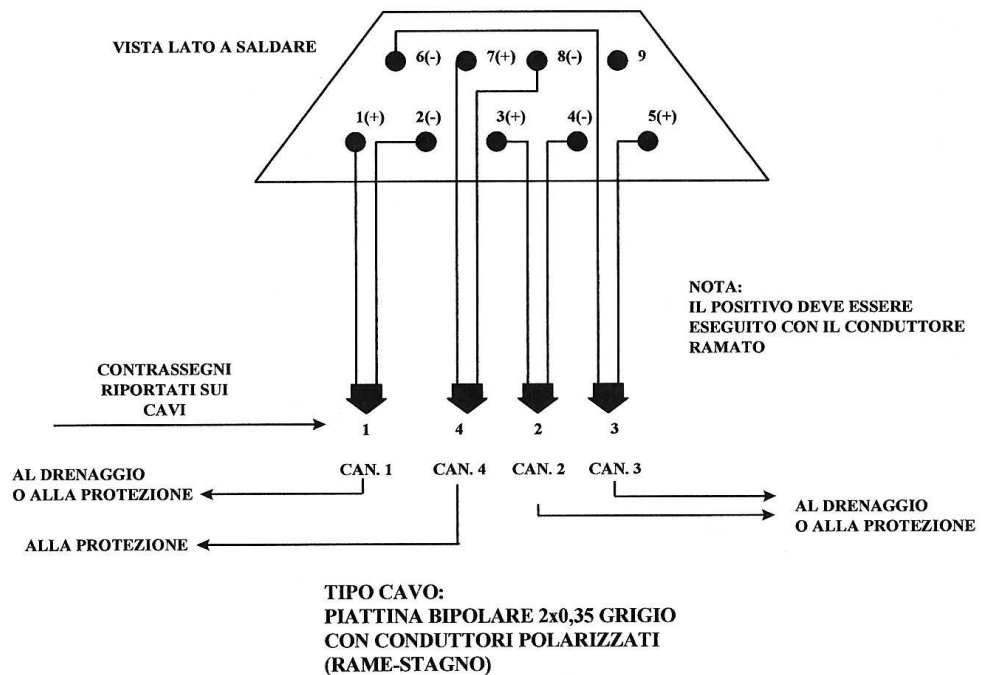 VISTA LATO A SALDARE
6(-)
7(+)
8(-)
9
1(+)
2(-)
3(+)
4(-)
5(+)
NOTA:
IL POSITIVO DEVE ESSERE
ESEGUITO CON IL CONDUTTORE
RAMATO
CONTRASSEGNI
RIPORTATI SUI
CAVI
1
4
2
3
CAN. 1
CAN. 4
CAN. 2
CAN. 3
AL DRENAGGIO
O ALLA PROTEZIONE
AL DRENAGGIO
O ALLA PROTEZIONE
ALLA PROTEZIONE
TIPO CAVO:
PIATTINA BIPOLARE 2x0,35 GRIGIO
CON CONDUTTORI POLARIZZATI
(RAME-STAGNO)